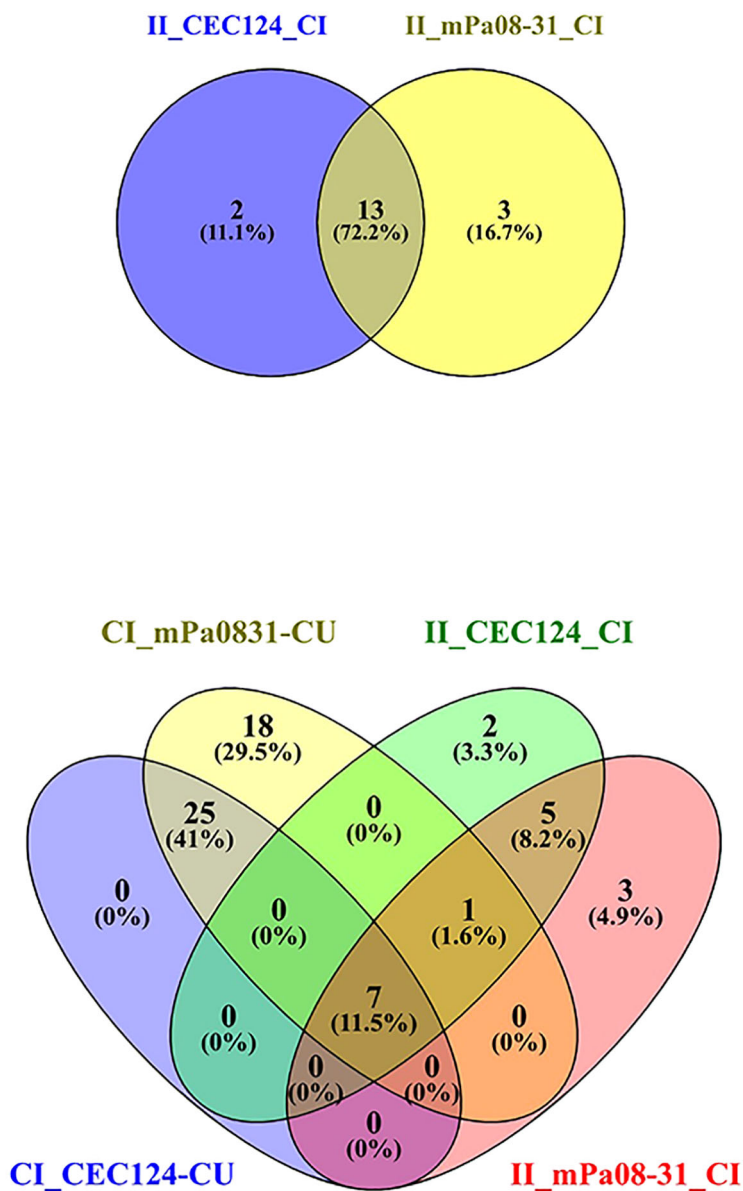 II_CEC124_CI II_mPa08-31_CI
2 13 3
(11.1%) (72.2%) (16.7%)
CI_mPa0831-CU II_CEC124_CI
18 2
(29.5%) (3.3%)
25 0 5
(41%) (0%) (8.2%)
0 0 1 3
(0%) (0%) (1.6%) (4.9%)
0 7 0
(0%) (11.5%) (0%)
0 0
(0%) (0%)
0
(0%)
CI_CEC124-CU II_mPa08-31_CI